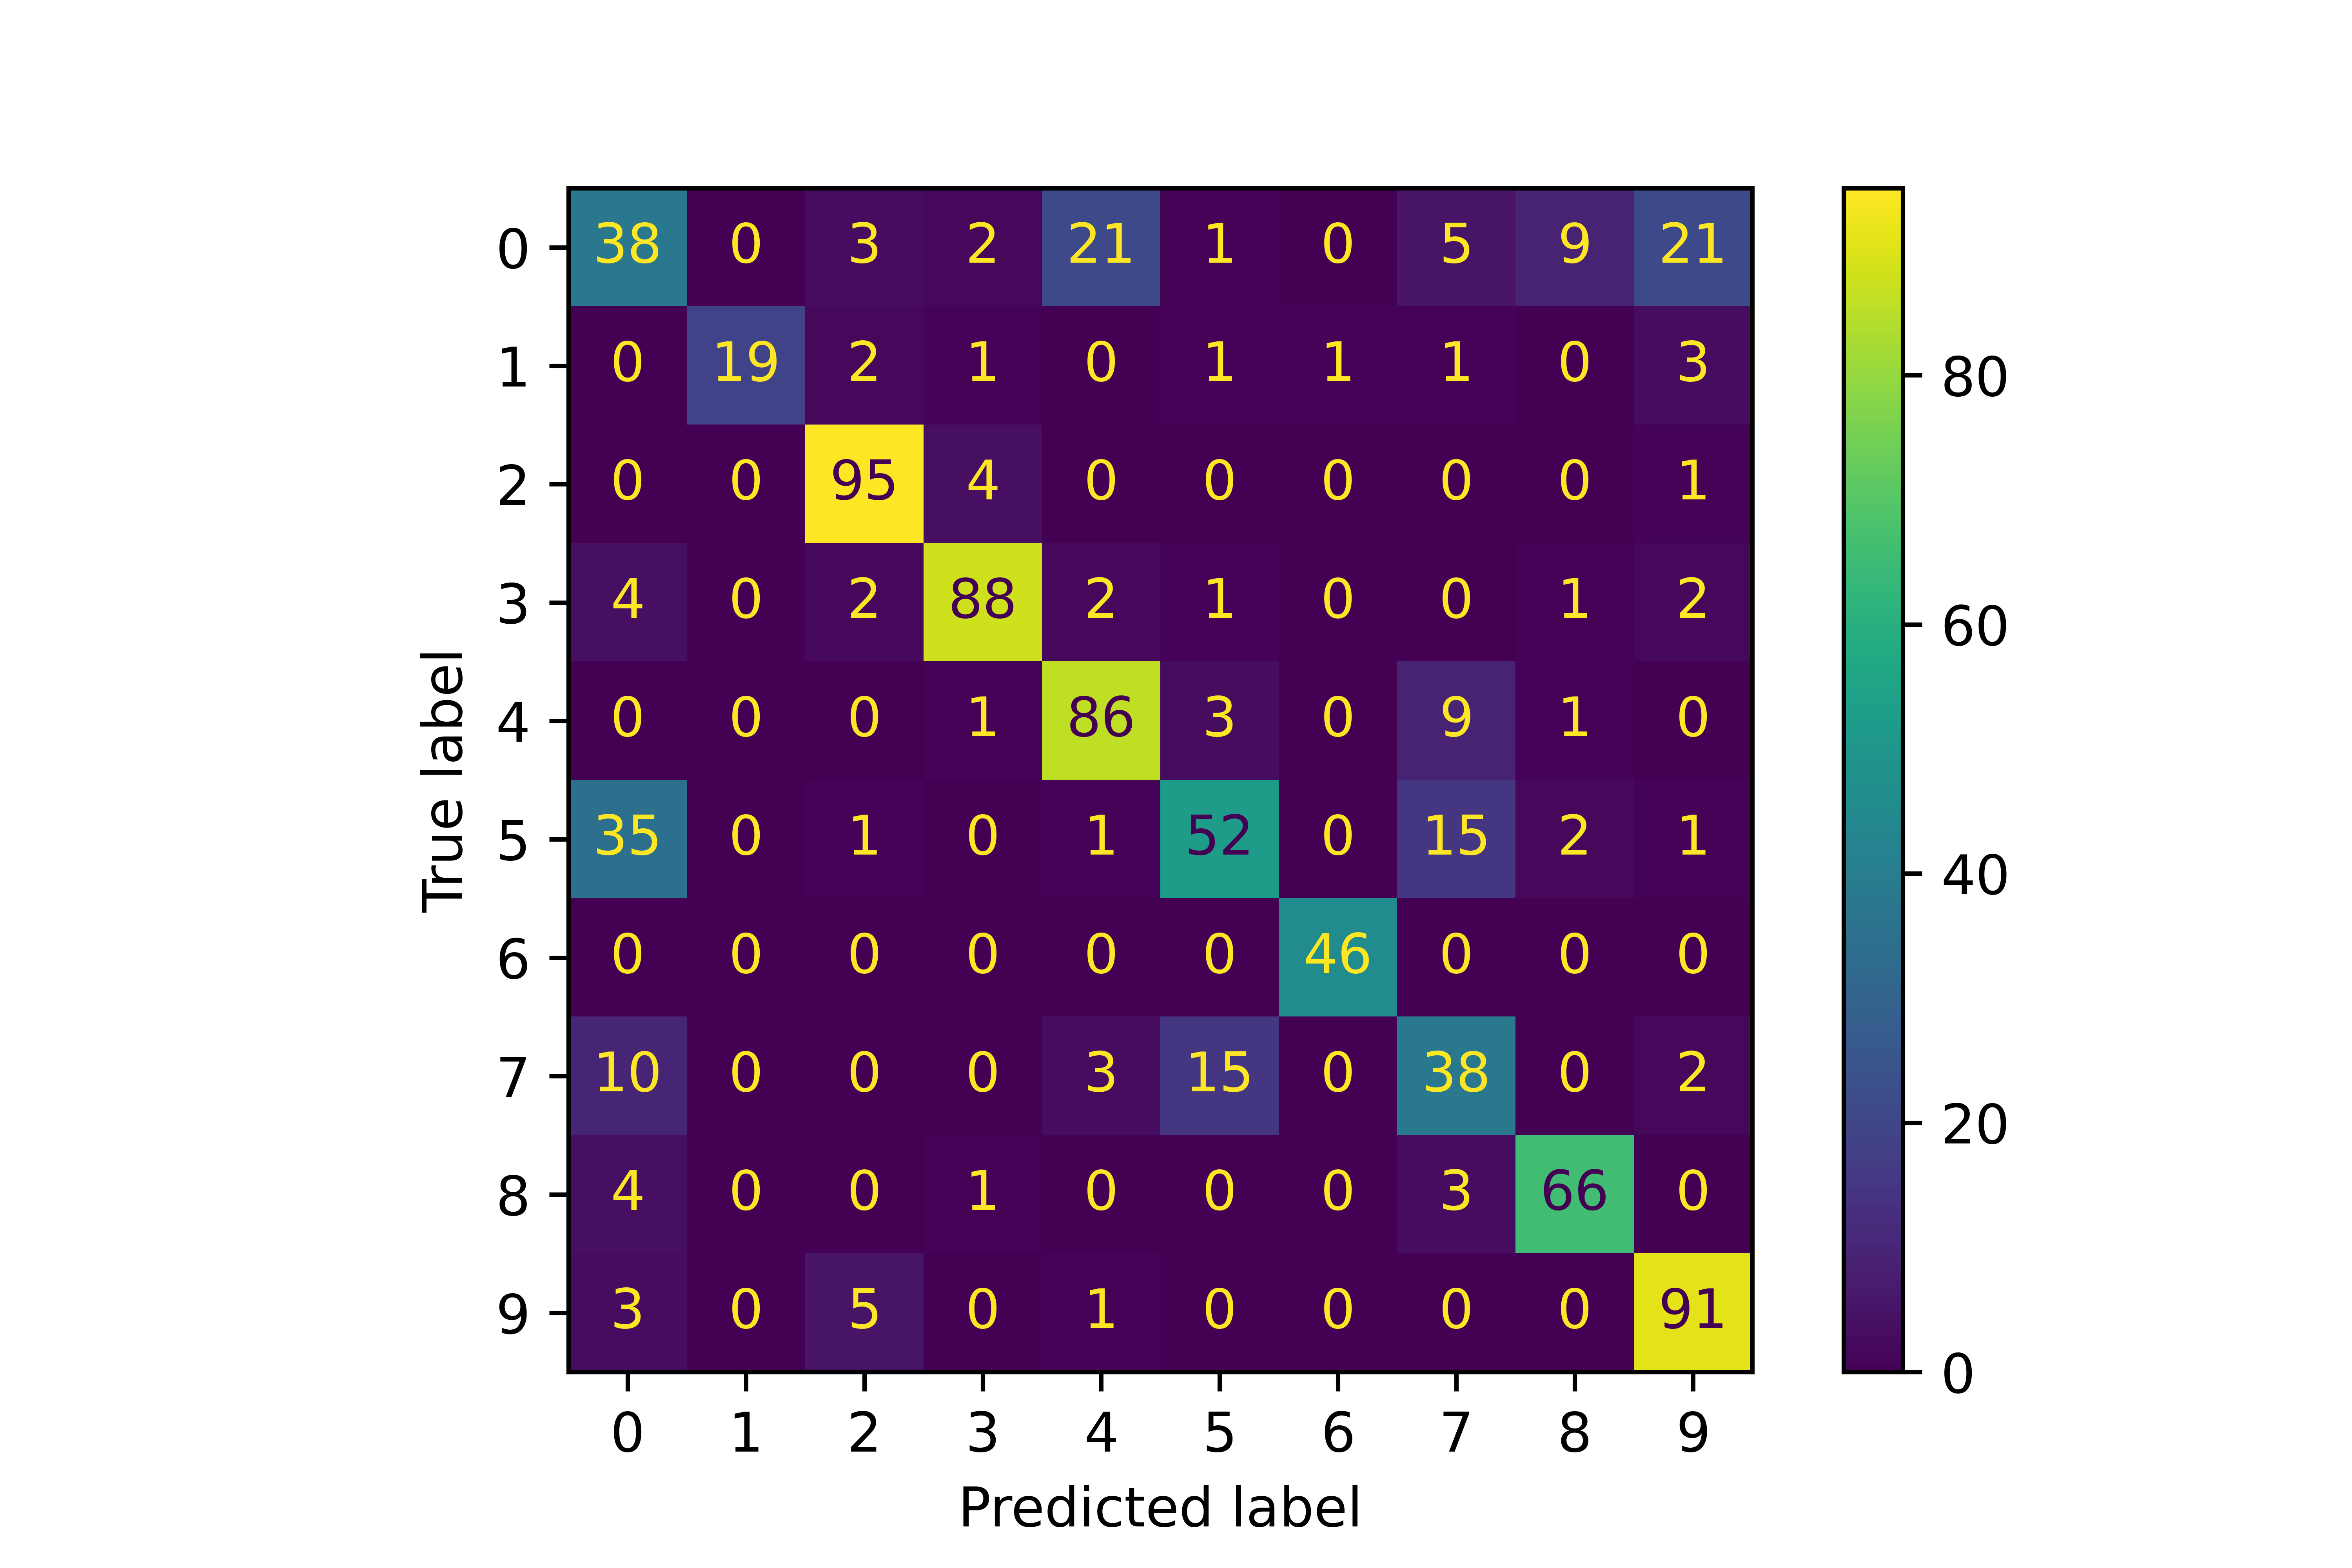 0 38 0 3 2 21 1 0 5 9 21
1 0 19 2 1 0 1 1 1 0 3
2 0 0 95 4 0 0 0 0 0 1
3 4 0 2 88 2 1 0 0 1 2
4 0 0 0 1 86 3 0 9 1 0
5 35 0 1 0 1 52 0 15 2 1
6 0 0 0 0 0 0 46 0 0 0
7 10 0 0 0 3 15 0 38 0 2
8 4 0 0 1 0 0 0 3 66 0
9 3 0 5 0 1 0 0 0 0 91
0 1 2 3 4 5 6 7 8 9
Predicted label
True label
80
60
40
20
0